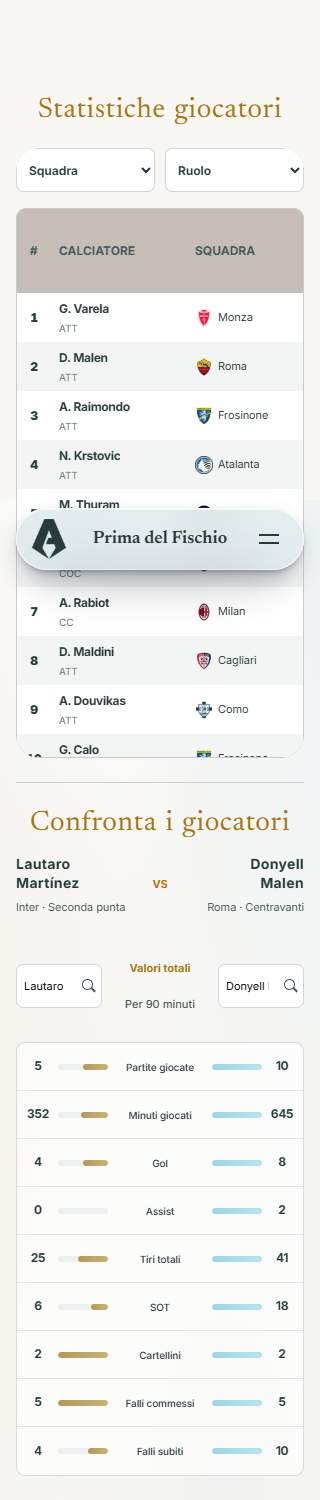 Statistiche giocatori
Squadra
Ruolo
# CALCIATORE SQUADRA
1 G. Varela Monza
ATT
2 D. Malen Roma
ATT
3 A. Raimondo Frosinone
ATT
4 N. Krstovic Atalanta
ATT
M. Thuram
Prima del Fischio
COC
7 A. Rabiot Milan
CC
8 D. Maldini Cagliari
ATT
9 A. Douvikas Como
ATT
10 G. Calo Frosinone
Confronta i giocatori
Lautaro Martínez
VS
Donyell Malen
Inter · Seconda punta
Roma · Centravanti
Valori totali
Lautaro
Donyell
Per 90 minuti
5 Partite giocate 10
352 Minuti giocati 645
4 Gol 8
0 Assist 2
25 Tiri totali 41
6 SOT 18
2 Cartellini 2
5 Falli commessi 5
4 Falli subiti 10